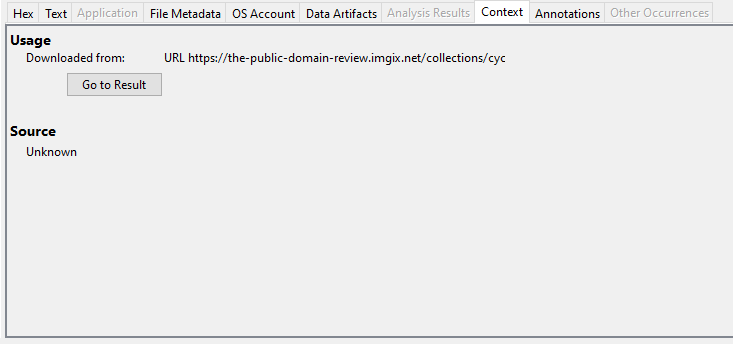 Hex Text Application File Metadata OS Account Data Artifacts Analysis Results Context Annotations Other Occurrences
Usage
Downloaded from: URL https://the-public-domain-review.imgix.net/collections/cyc
Go to Result
Source
Unknown